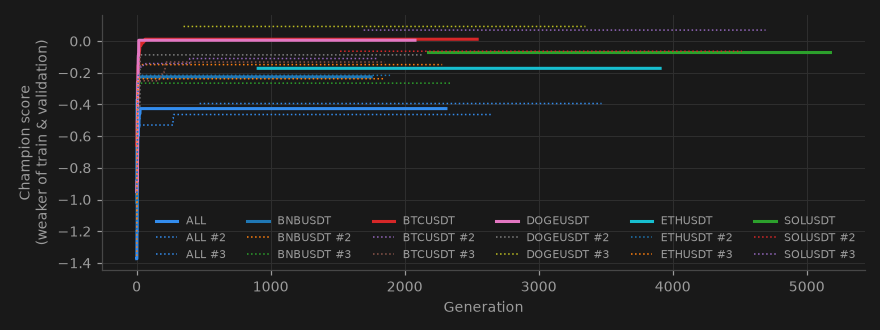 Champion score
(weaker of train & validation)
0.0
−0.2
−0.4
−0.6
−0.8
−1.0
−1.2
−1.4
ALL BNBUSDT BTCUSDT DOGEUSDT ETHUSDT SOLUSDT
ALL #2 BNBUSDT #2 BTCUSDT #2 DOGEUSDT #2 ETHUSDT #2 SOLUSDT #2
ALL #3 BNBUSDT #3 BTCUSDT #3 DOGEUSDT #3 ETHUSDT #3 SOLUSDT #3
0 1000 2000 3000 4000 5000
Generation